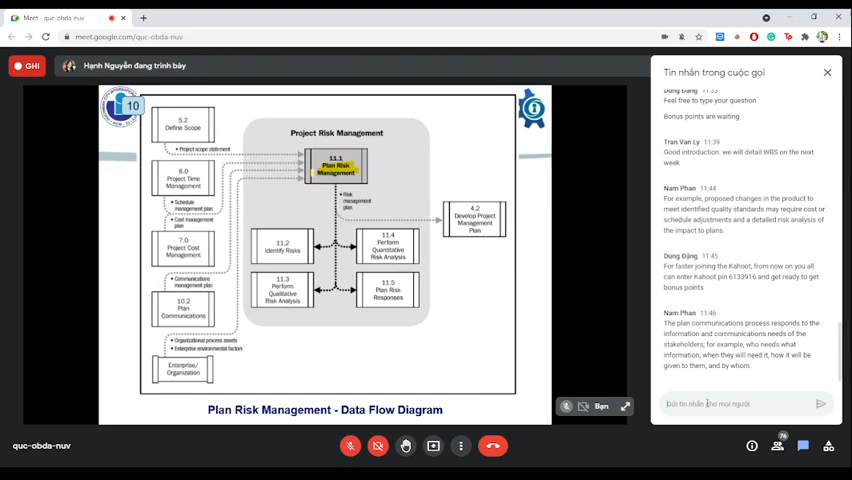 Meet - quc-obda-nuv
meet.google.com/quc-obda-nuv
GHI
Hạnh Nguyễn đang trình bày
10
5.2
Define Scope
• Project scope statement
6.0
Project Time
Management
• Schedule
management plan
• Cost management
plan
7.0
Project Cost
Management
• Communications
management plan
10.2
Plan
Communications
• Organizational process assets
• Enterprise environmental factors
Enterprise/
Organization
Project Risk Management
11.1
Plan Risk
Management
• Risk
management
plan
11.2
Identify Risks
11.4
Perform
Quantitative
Risk Analysis
11.3
Perform
Qualitative
Risk Analysis
11.5
Plan Risk
Responses
4.2
Develop Project
Management
Plan
Plan Risk Management - Data Flow Diagram
Bạn
Tin nhắn trong cuộc gọi
Dung Đặng 11:33
Feel free to type your question
Bonus points are waiting
Tran Van Ly 11:39
Good introduction: we will detail WBS on the next
week
Nam Phan 11:44
For example, proposed changes in the product to
meet identified quality standards may require cost or
schedule adjustments and a detailed risk analysis of
the impact to plans.
Dung Đặng 11:45
For faster joining the Kahoot, from now on you all
can enter Kahoot pin 6133916 and get ready to get
bonus points
Nam Phan 11:46
The plan communications process responds to the
information and communications needs of the
stakeholders; for example, who needs what
information, when they will need it, how it will be
given to them, and by whom.
Gửi tin nhắn cho mọi người
quc-obda-nuv
76